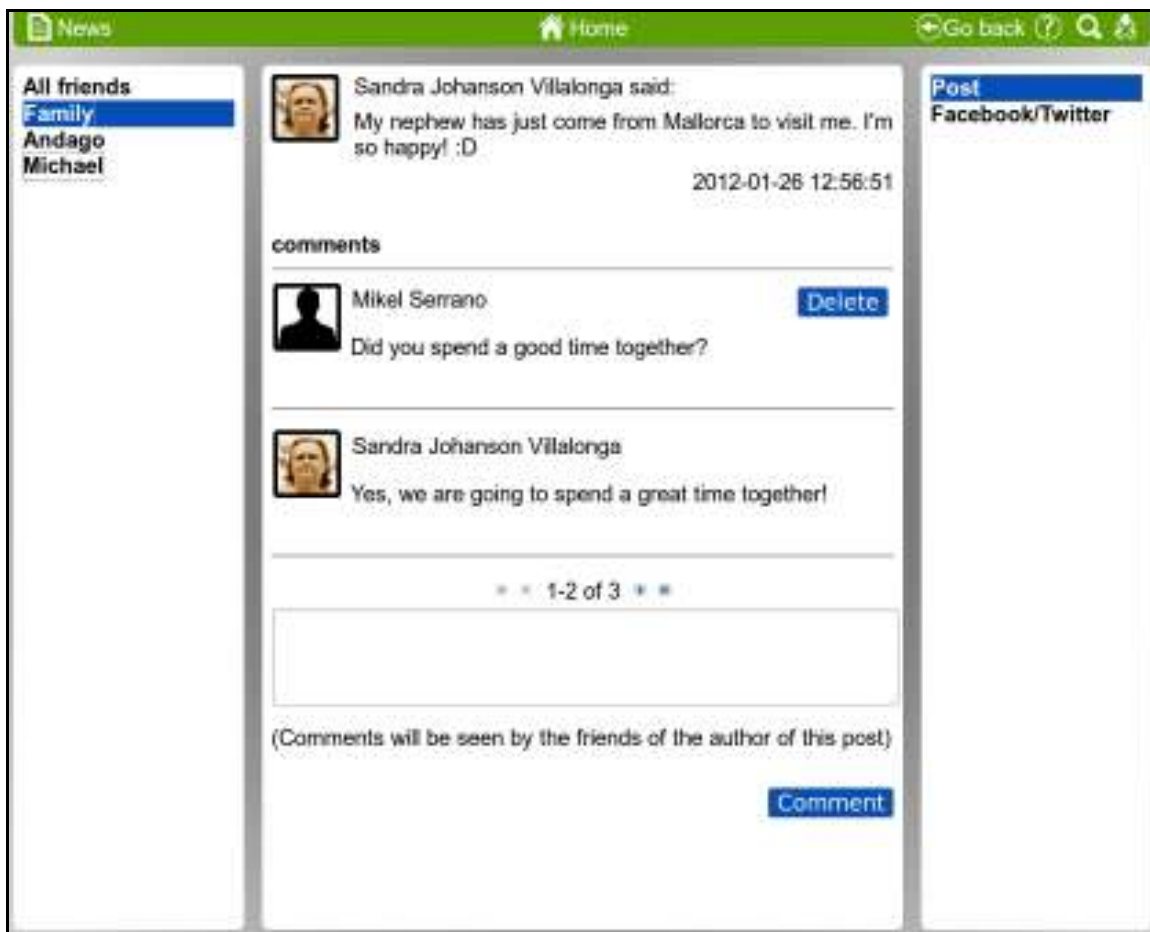 News
Home
Go back
All friends
Family
Andago
Michael
Sandra Johanson Villalonga said:
My nephew has just come from Mallorca to visit me. I'm
so happy! :D
2012-01-26 12:56:51
comments
Mikel Serrano
Delete
Did you spend a good time together?
Sandra Johanson Villalonga
Yes, we are going to spend a great time together!
1-2 of 3
(Comments will be seen by the friends of the author of this post)
Comment
Post
Facebook/Twitter